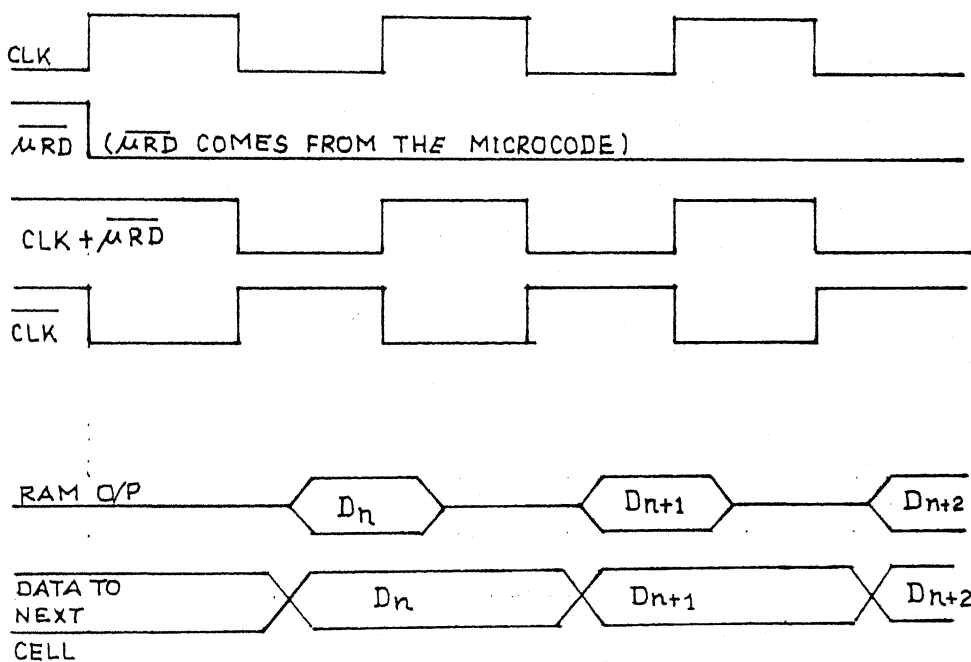 CLK
μRD̅ (μRD̅ COMES FROM THE MICROCODE)
CLK + μRD̅
CLK̅
RAM O/P Dn Dn+1 Dn+2
DATA TO
NEXT
CELL
Dn Dn+1 Dn+2